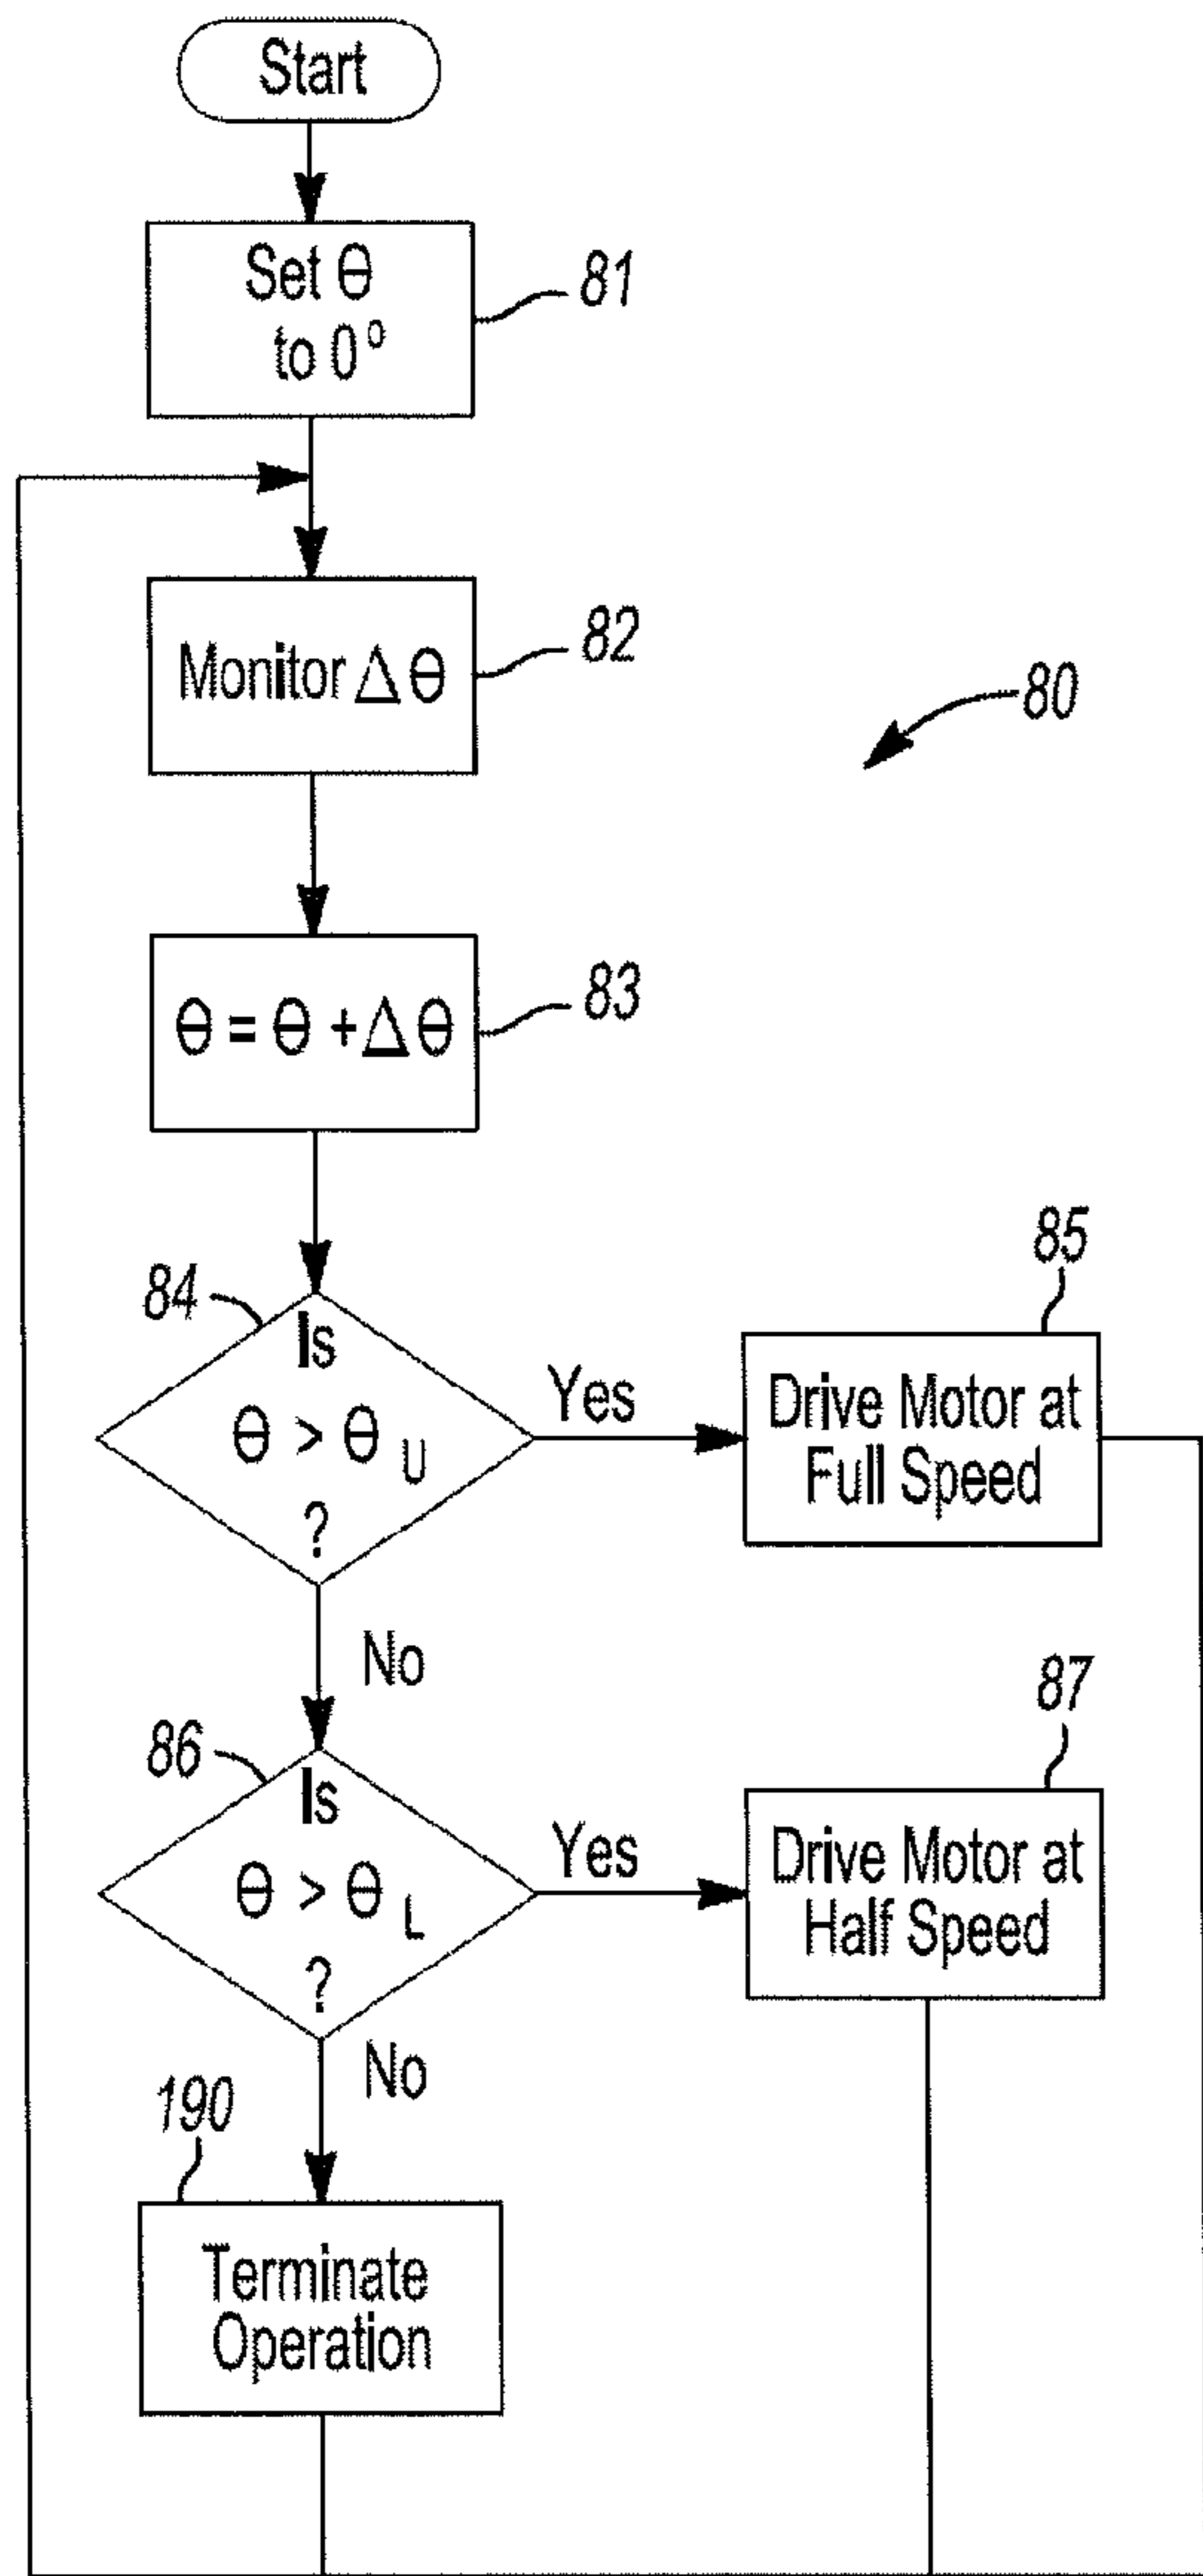 Start
Set θ
to 0°
81
Monitor Δθ
82
80
θ = θ + Δθ
83
84
Is
θ > θ U
?
Yes
85
Drive Motor at
Full Speed
No
86
Is
θ > θ L
?
Yes
87
Drive Motor at
Half Speed
No
190
Terminate
Operation